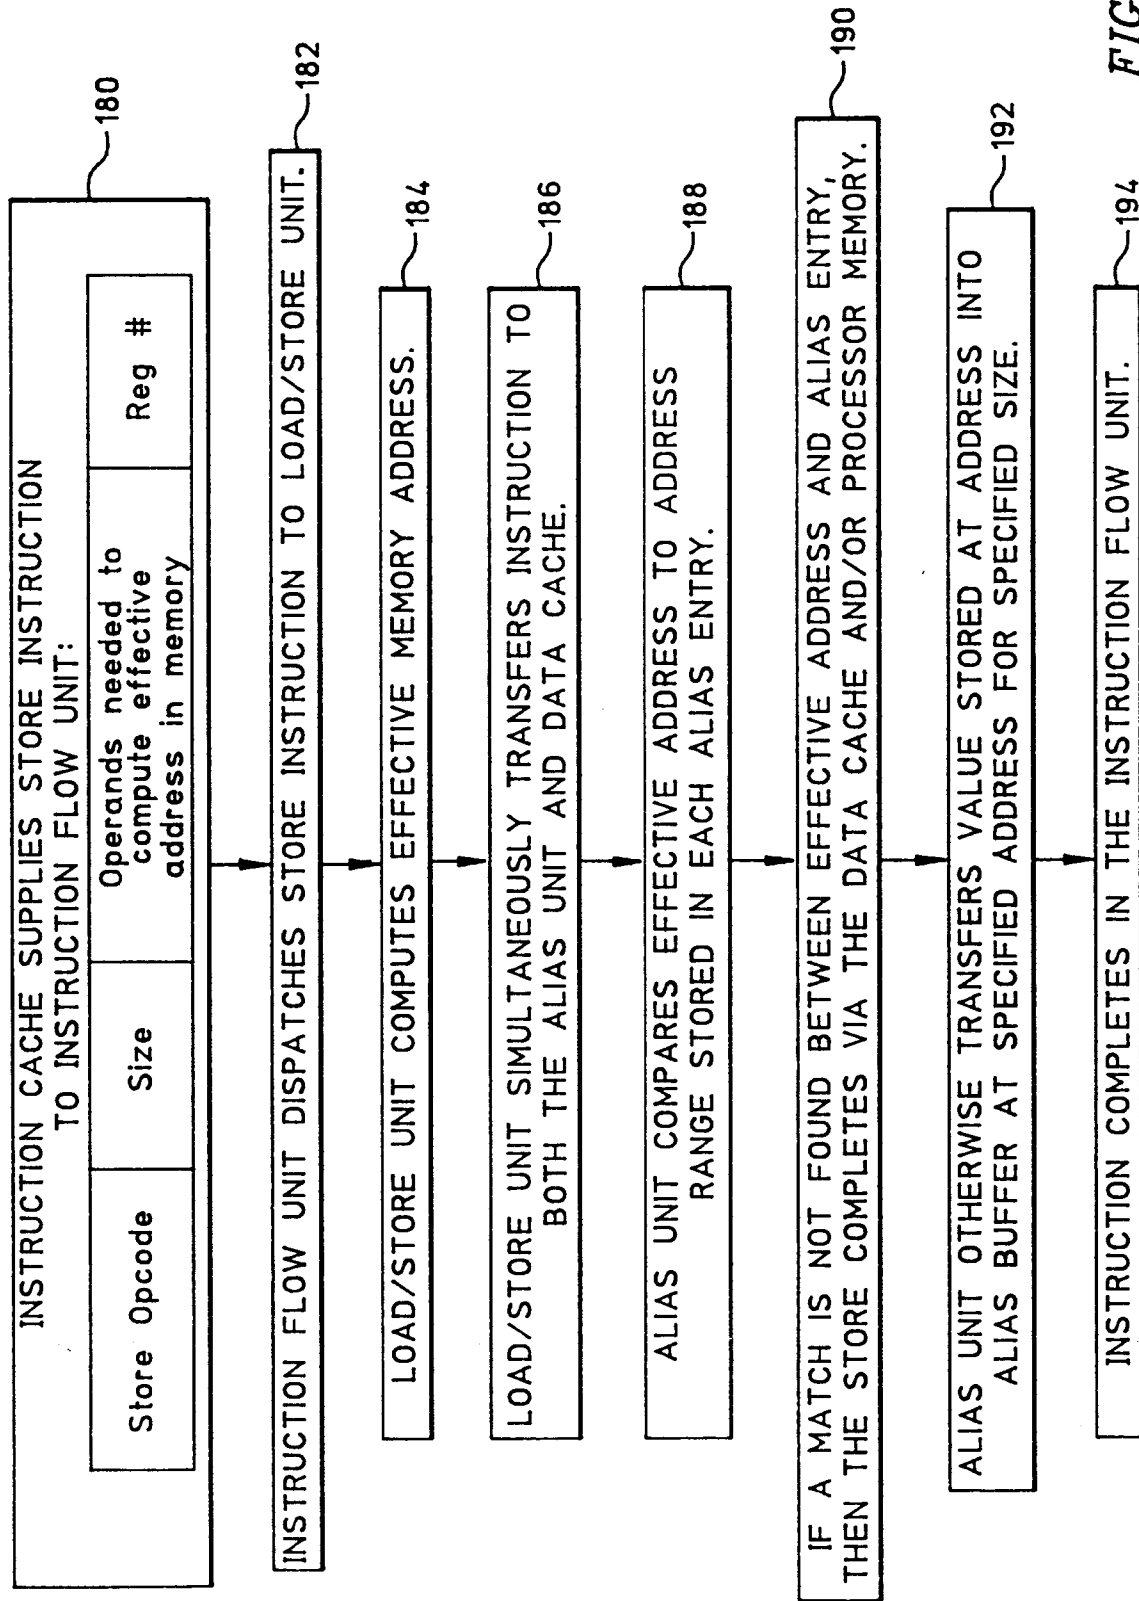 INSTRUCTION CACHE SUPPLIES STORE INSTRUCTION
TO INSTRUCTION FLOW UNIT:
Store Opcode
Size
Operands needed to
compute effective
address in memory
Reg #
180
INSTRUCTION FLOW UNIT DISPATCHES STORE INSTRUCTION TO LOAD/STORE UNIT.
182
LOAD/STORE UNIT COMPUTES EFFECTIVE MEMORY ADDRESS.
184
LOAD/STORE UNIT SIMULTANEOUSLY TRANSFERS INSTRUCTION TO
BOTH THE ALIAS UNIT AND DATA CACHE.
186
ALIAS UNIT COMPARES EFFECTIVE ADDRESS TO ADDRESS
RANGE STORED IN EACH ALIAS ENTRY.
188
IF A MATCH IS NOT FOUND BETWEEN EFFECTIVE ADDRESS AND ALIAS ENTRY,
THEN THE STORE COMPLETES VIA THE DATA CACHE AND/OR PROCESSOR MEMORY.
190
ALIAS UNIT OTHERWISE TRANSFERS VALUE STORED AT ADDRESS INTO
ALIAS BUFFER AT SPECIFIED ADDRESS FOR SPECIFIED SIZE.
192
INSTRUCTION COMPLETES IN THE INSTRUCTION FLOW UNIT.
194
FIG